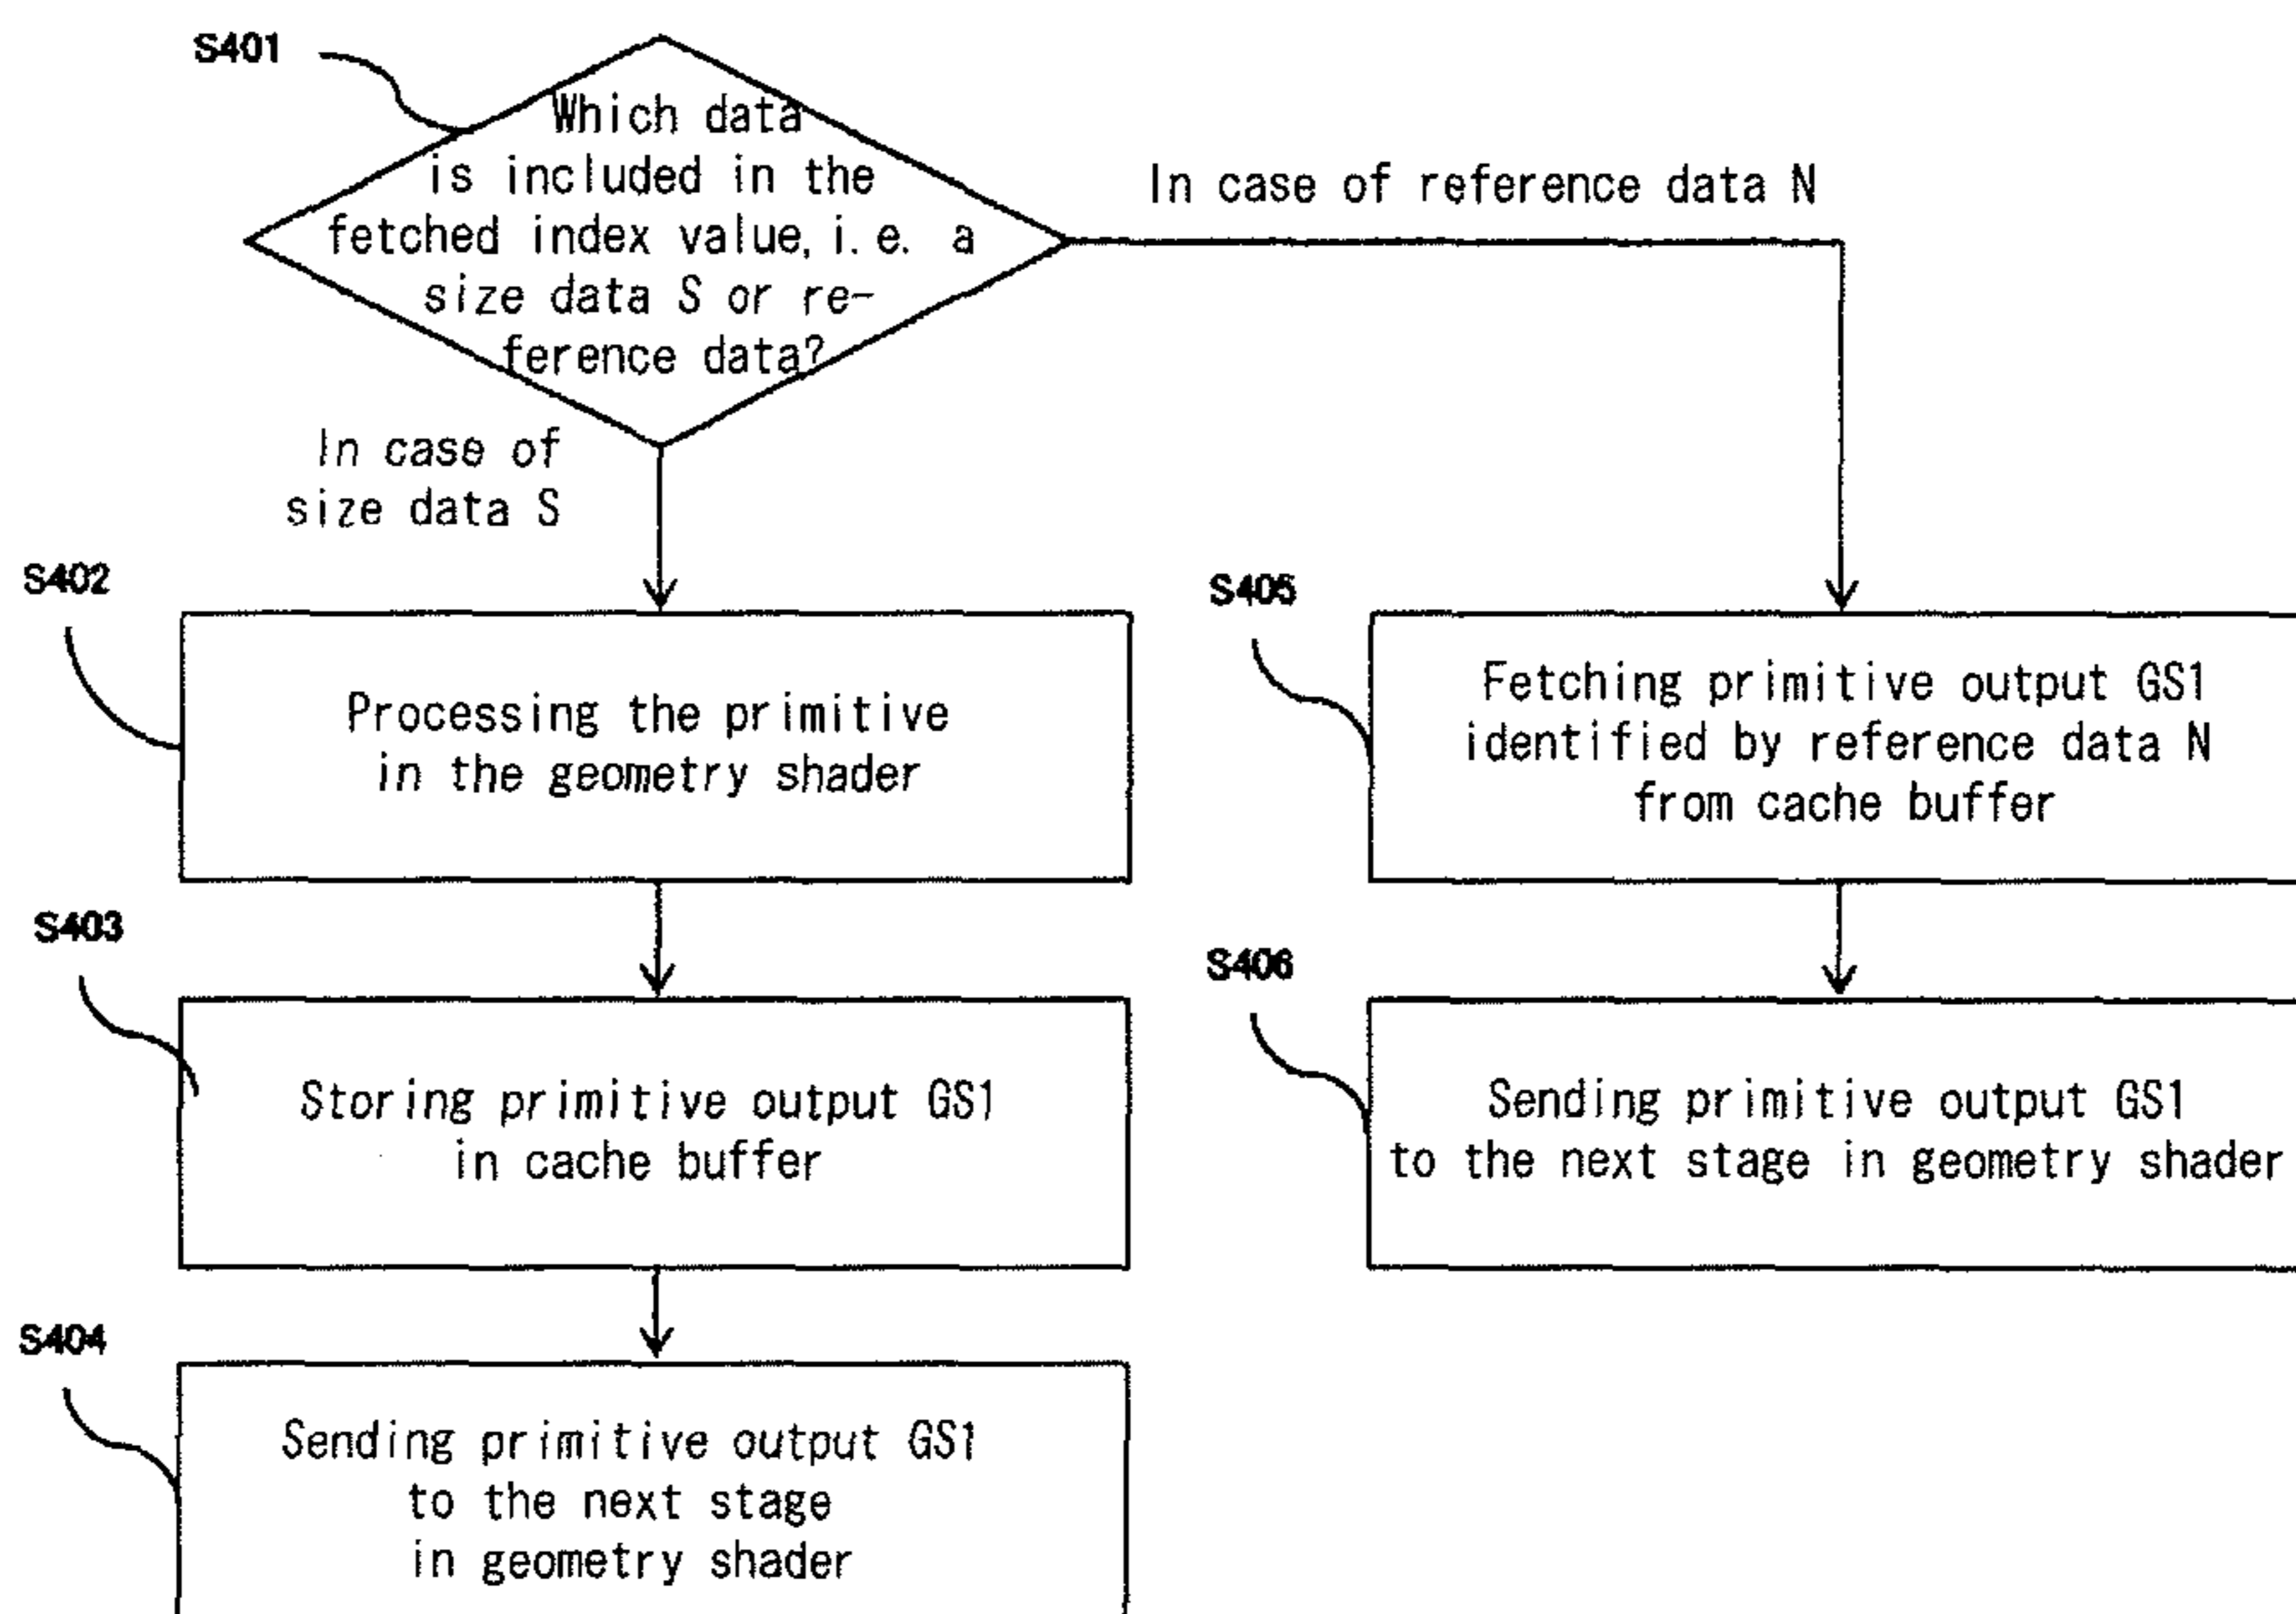 S401
Which data
is included in the
fetched index value, i.e. a
size data S or re-
ference data?
In case of reference data N
In case of
size data S
S402
Processing the primitive
in the geometry shader
S405
Fetching primitive output GS1
identified by reference data N
from cache buffer
S403
Storing primitive output GS1
in cache buffer
S406
Sending primitive output GS1
to the next stage in geometry shader
S404
Sending primitive output GS1
to the next stage
in geometry shader